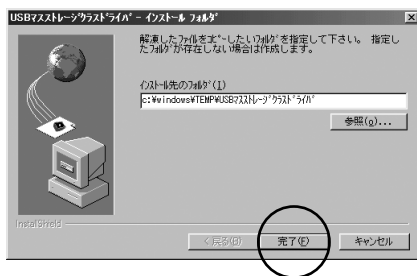 USBマスストレージクラスドライバ - インストール フォルダ
解凍したファイルをコピーしたいフォルダを指定して下さい。 指定し
たフォルダが存在しない場合は作成します。
インストール先のフォルダ(I)
c:¥windows¥TEMP¥USBマスストレージクラスドライバ
参照(o)...
InstallShield
< 戻る(B)
完了(F)
キャンセル